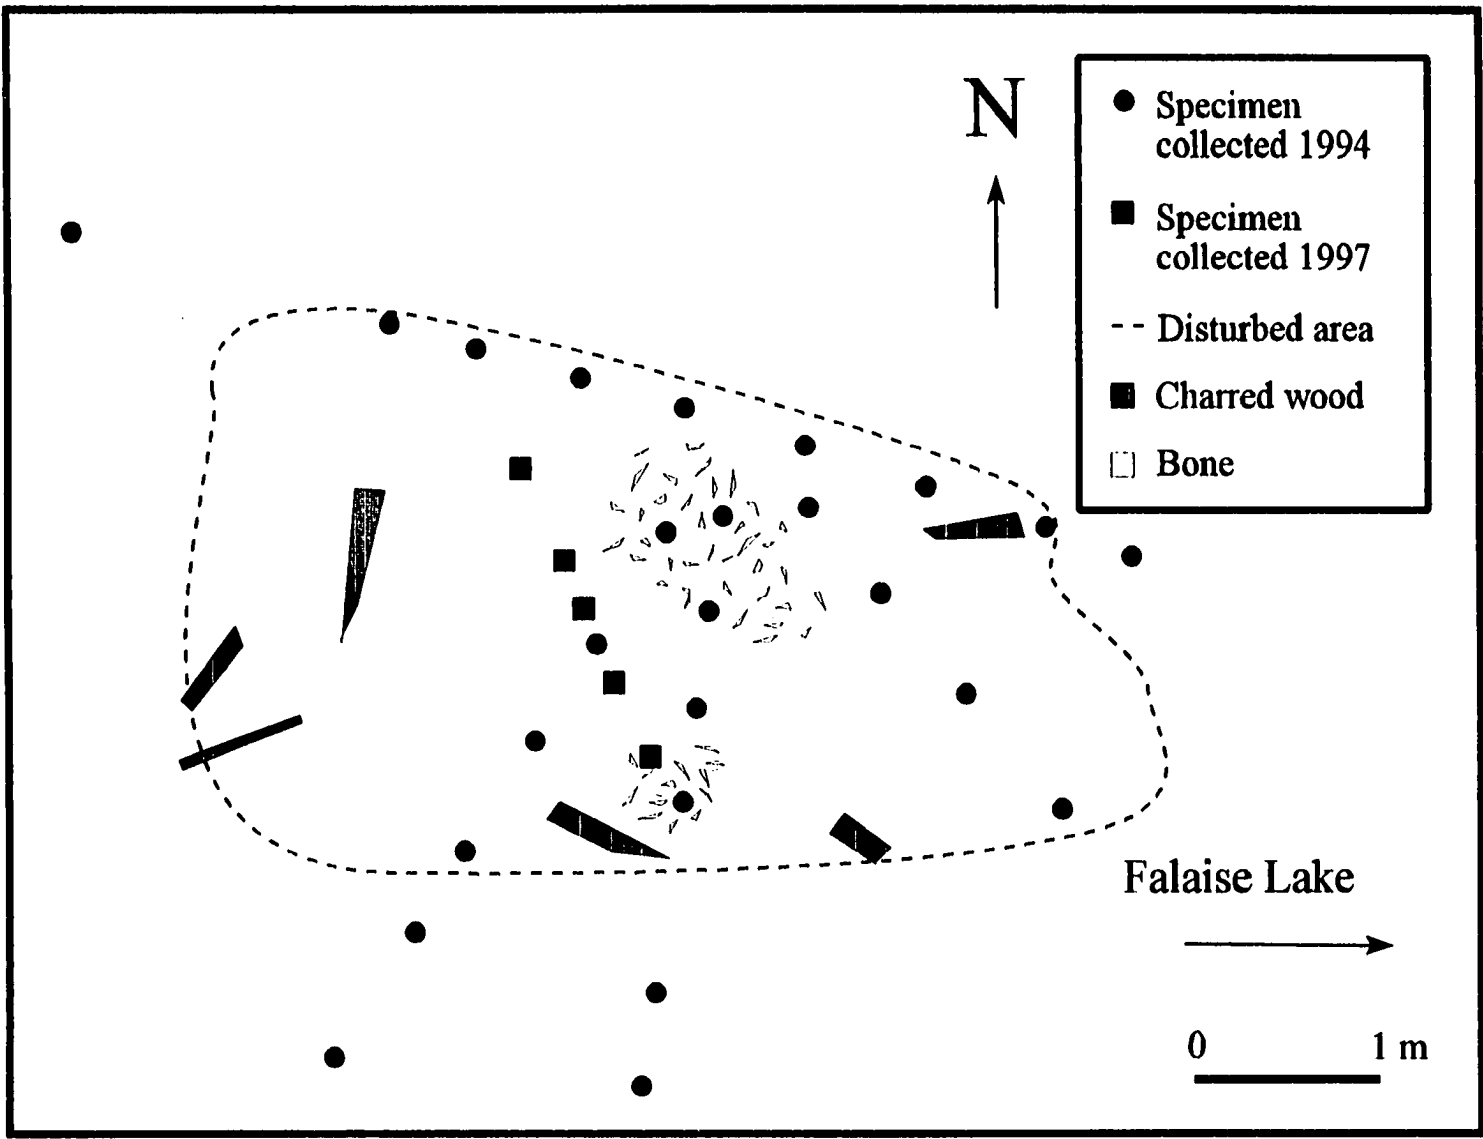 N
Specimen
collected 1994
Specimen
collected 1997
Disturbed area
Charred wood
Bone
Falaise Lake
0 1 m